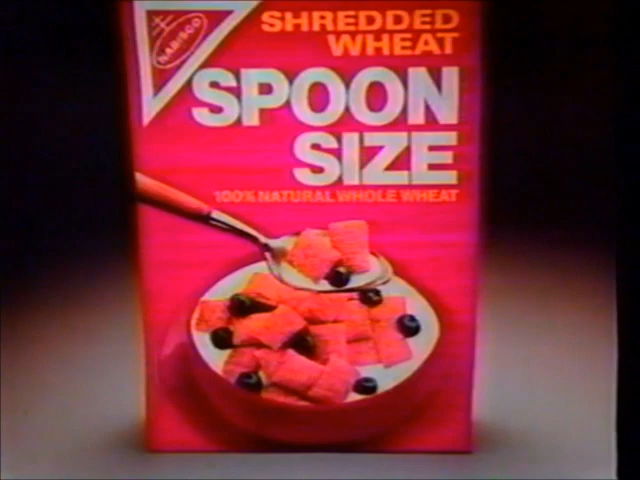 NABISCO
SHREDDED
WHEAT
SPOON
SIZE
100% NATURAL WHOLE WHEAT